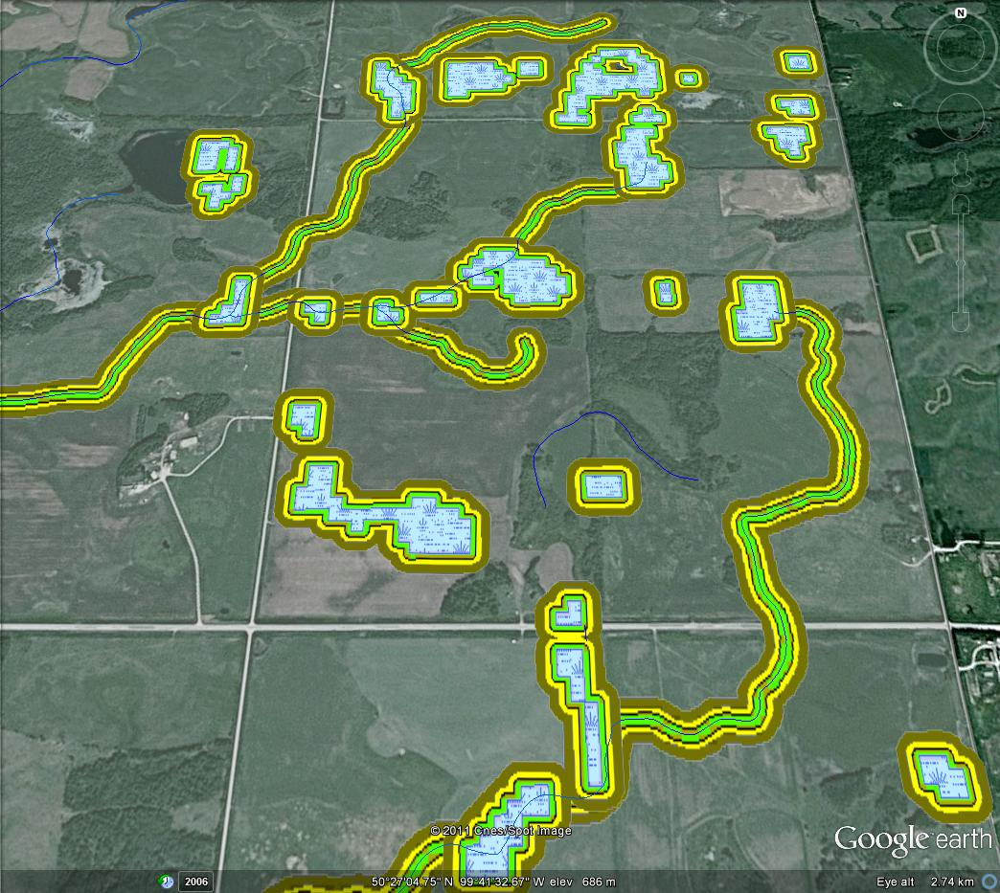 N
© 2011 Cnes/Spot Image
Google earth
2006
50°27'04.75" N 99°41'32.67" W elev 686 m
Eye alt 2.74 km